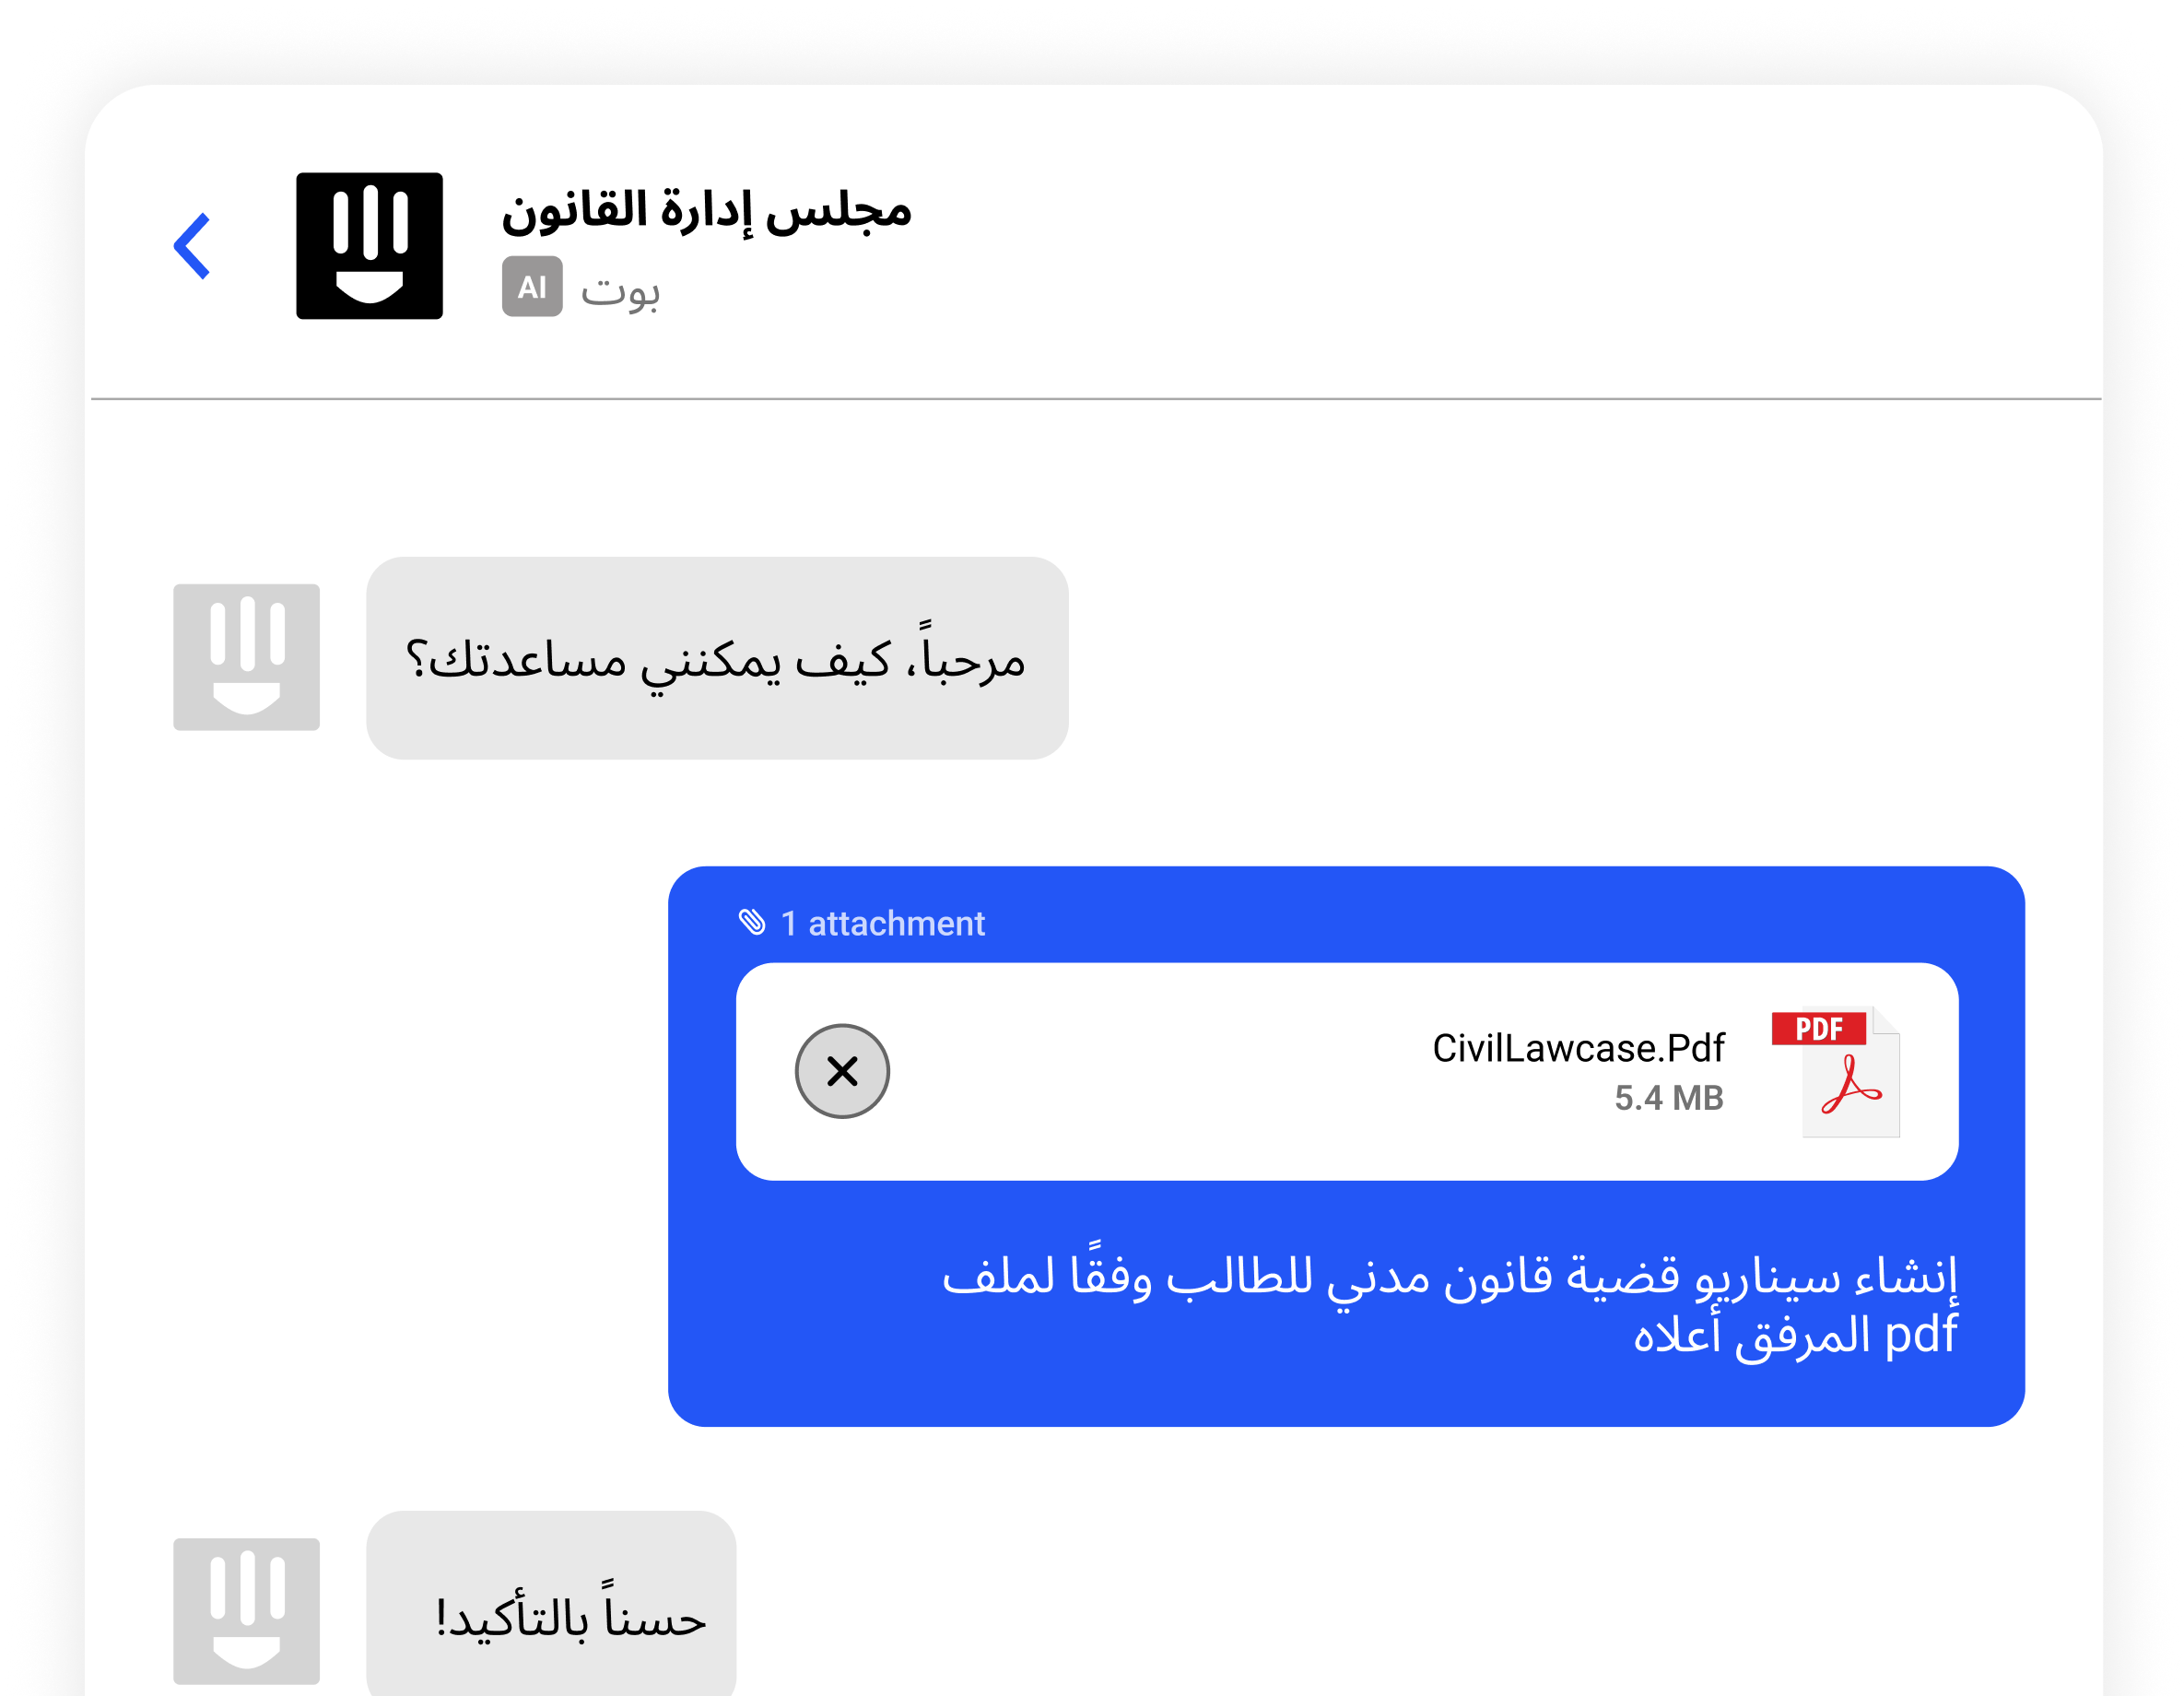 مجلس إدارة القانون
AI بوت
مرحباً. كيف يمكنني مساعدتك؟
1 attachment
CivilLawcase.Pdf
5.4 MB
PDF
إنشاء سيناريو قضية قانون مدني للطالب وفقًا لملف
pdf المرفق أعلاه
حسناً بالتأكيد!